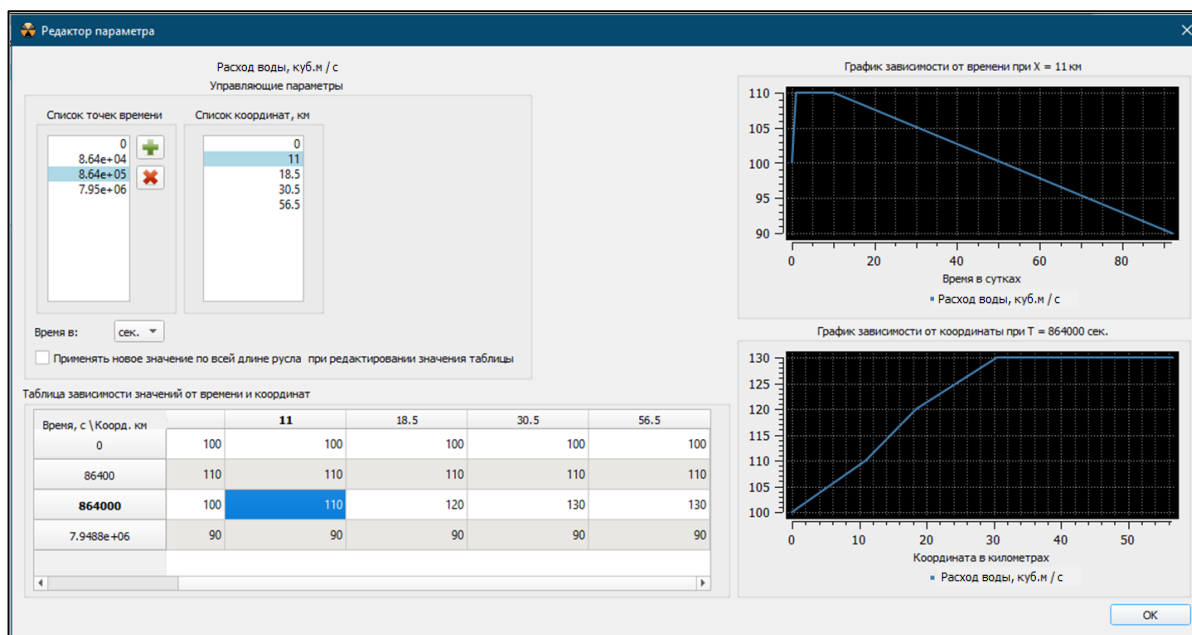 Редактор параметра
Расход воды, куб.м / с
Управляющие параметры
Список точек времени
0
8.64e+04
8.64e+05
7.95e+06
Список координат, км
0
11
18.5
30.5
56.5
Время в: сек.
Применять новое значение по всей длине русла при редактировании значения таблицы
Таблица зависимости значений от времени и координат
Время, с \ Коорд. км 11 18.5 30.5 56.5
0 100 100 100 100 100
86400 110 110 110 110 110
864000 100 110 120 130 130
7.9488e+06 90 90 90 90 90
График зависимости от времени при X = 11 км
110
105
100
95
90
0 20 40 60 80
Время в сутках
Расход воды, куб.м / с
График зависимости от координаты при T = 864000 сек.
130
125
120
115
110
105
100
0 10 20 30 40 50
Координата в километрах
Расход воды, куб.м / с
OK